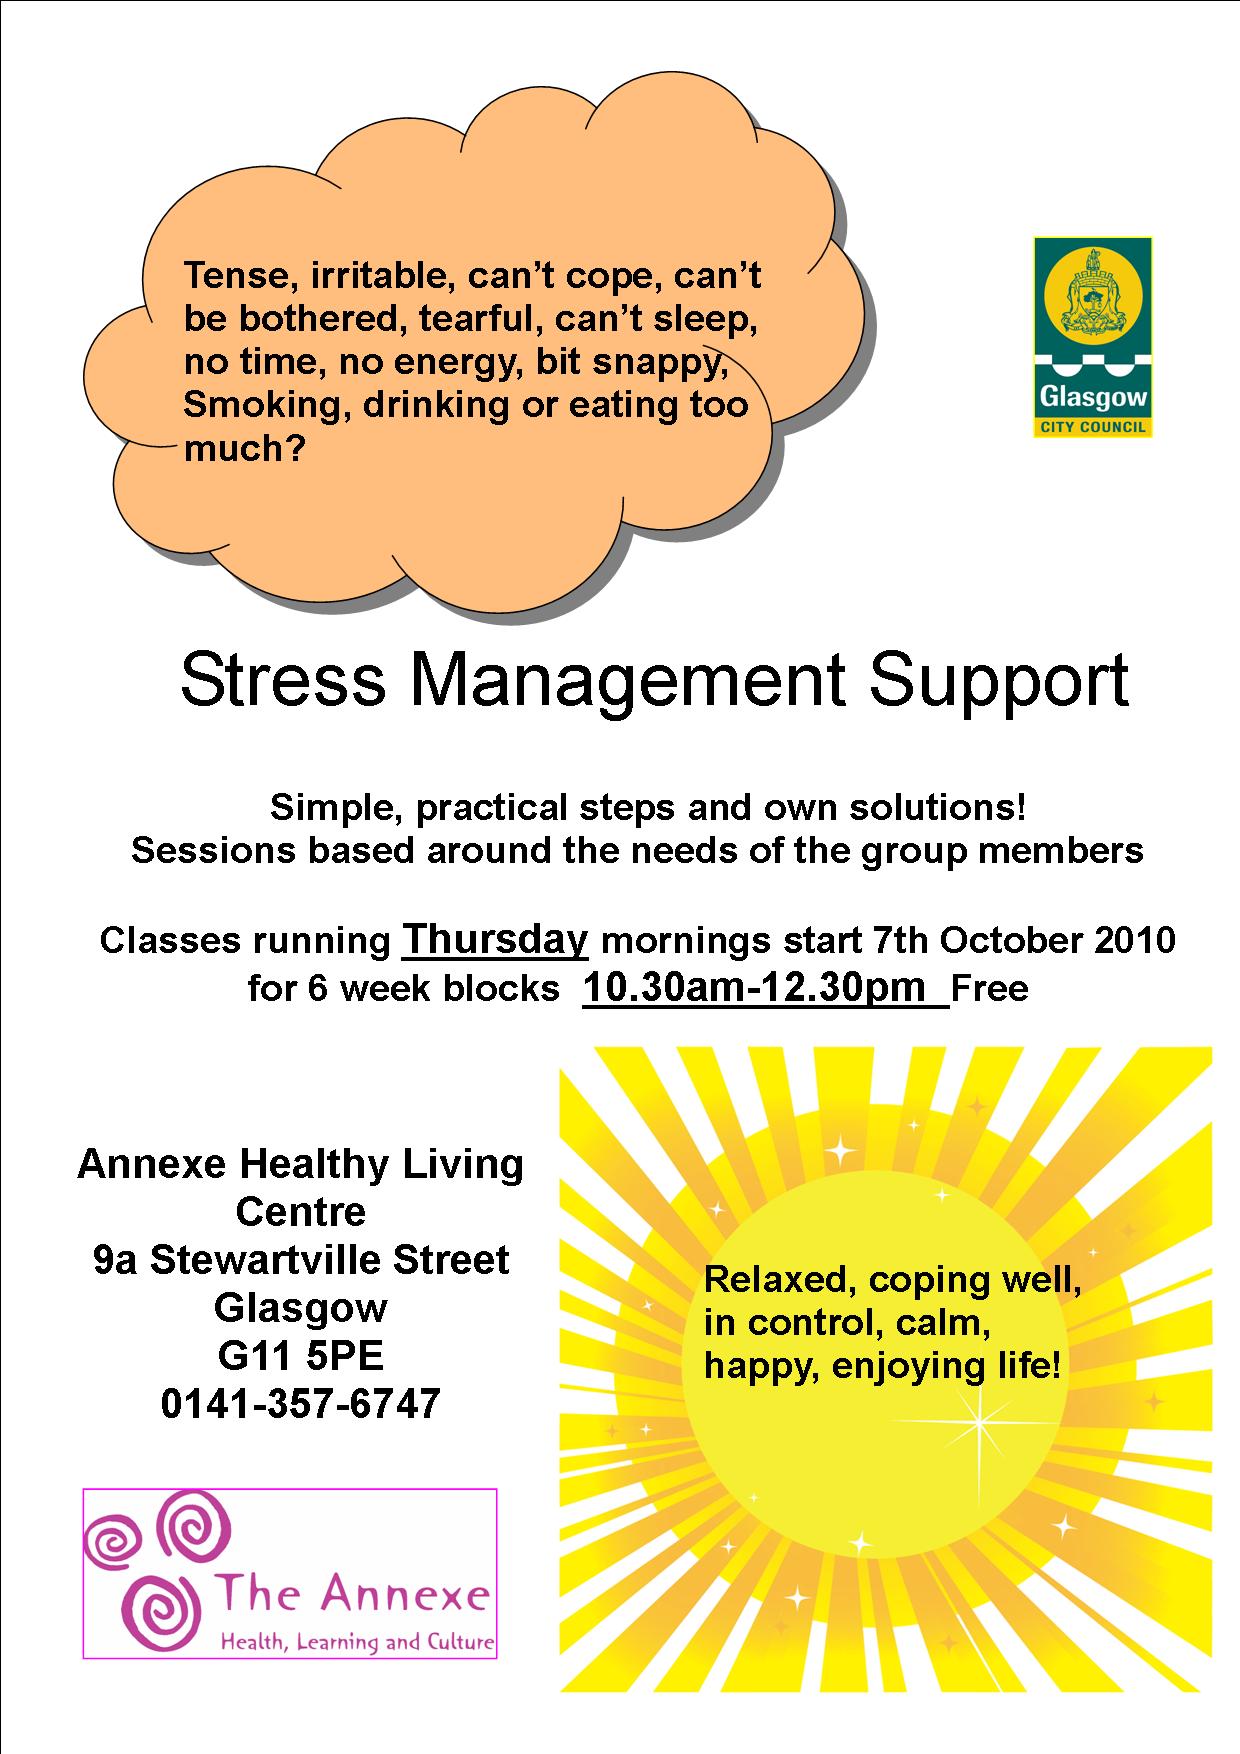 Tense, irritable, can’t cope, can’t
be bothered, tearful, can’t sleep,
no time, no energy, bit snappy,
Smoking, drinking or eating too
much?
Glasgow
CITY COUNCIL
Stress Management Support
Simple, practical steps and own solutions!
Sessions based around the needs of the group members
Classes running Thursday mornings start 7th October 2010
for 6 week blocks 10.30am-12.30pm Free
Annexe Healthy Living
Centre
9a Stewartville Street
Glasgow
G11 5PE
0141-357-6747
Relaxed, coping well,
in control, calm,
happy, enjoying life!
The Annexe
Health, Learning and Culture